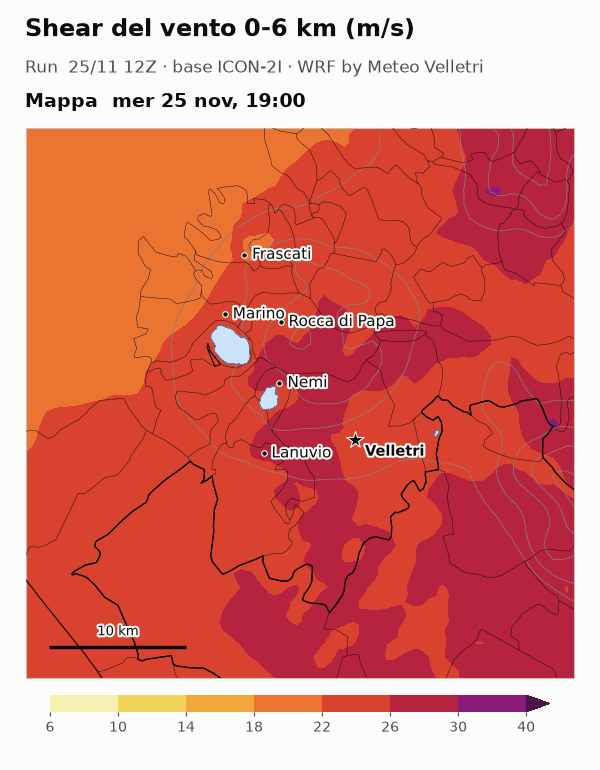 Shear del vento 0-6 km (m/s)
Run  25/11 12Z · base ICON-2I · WRF by Meteo Velletri
Mappa  mer 25 nov, 19:00
Frascati
Marino
Rocca di Papa
Nemi
Velletri
Lanuvio
10 km
6 10 14 18 22 26 30 40